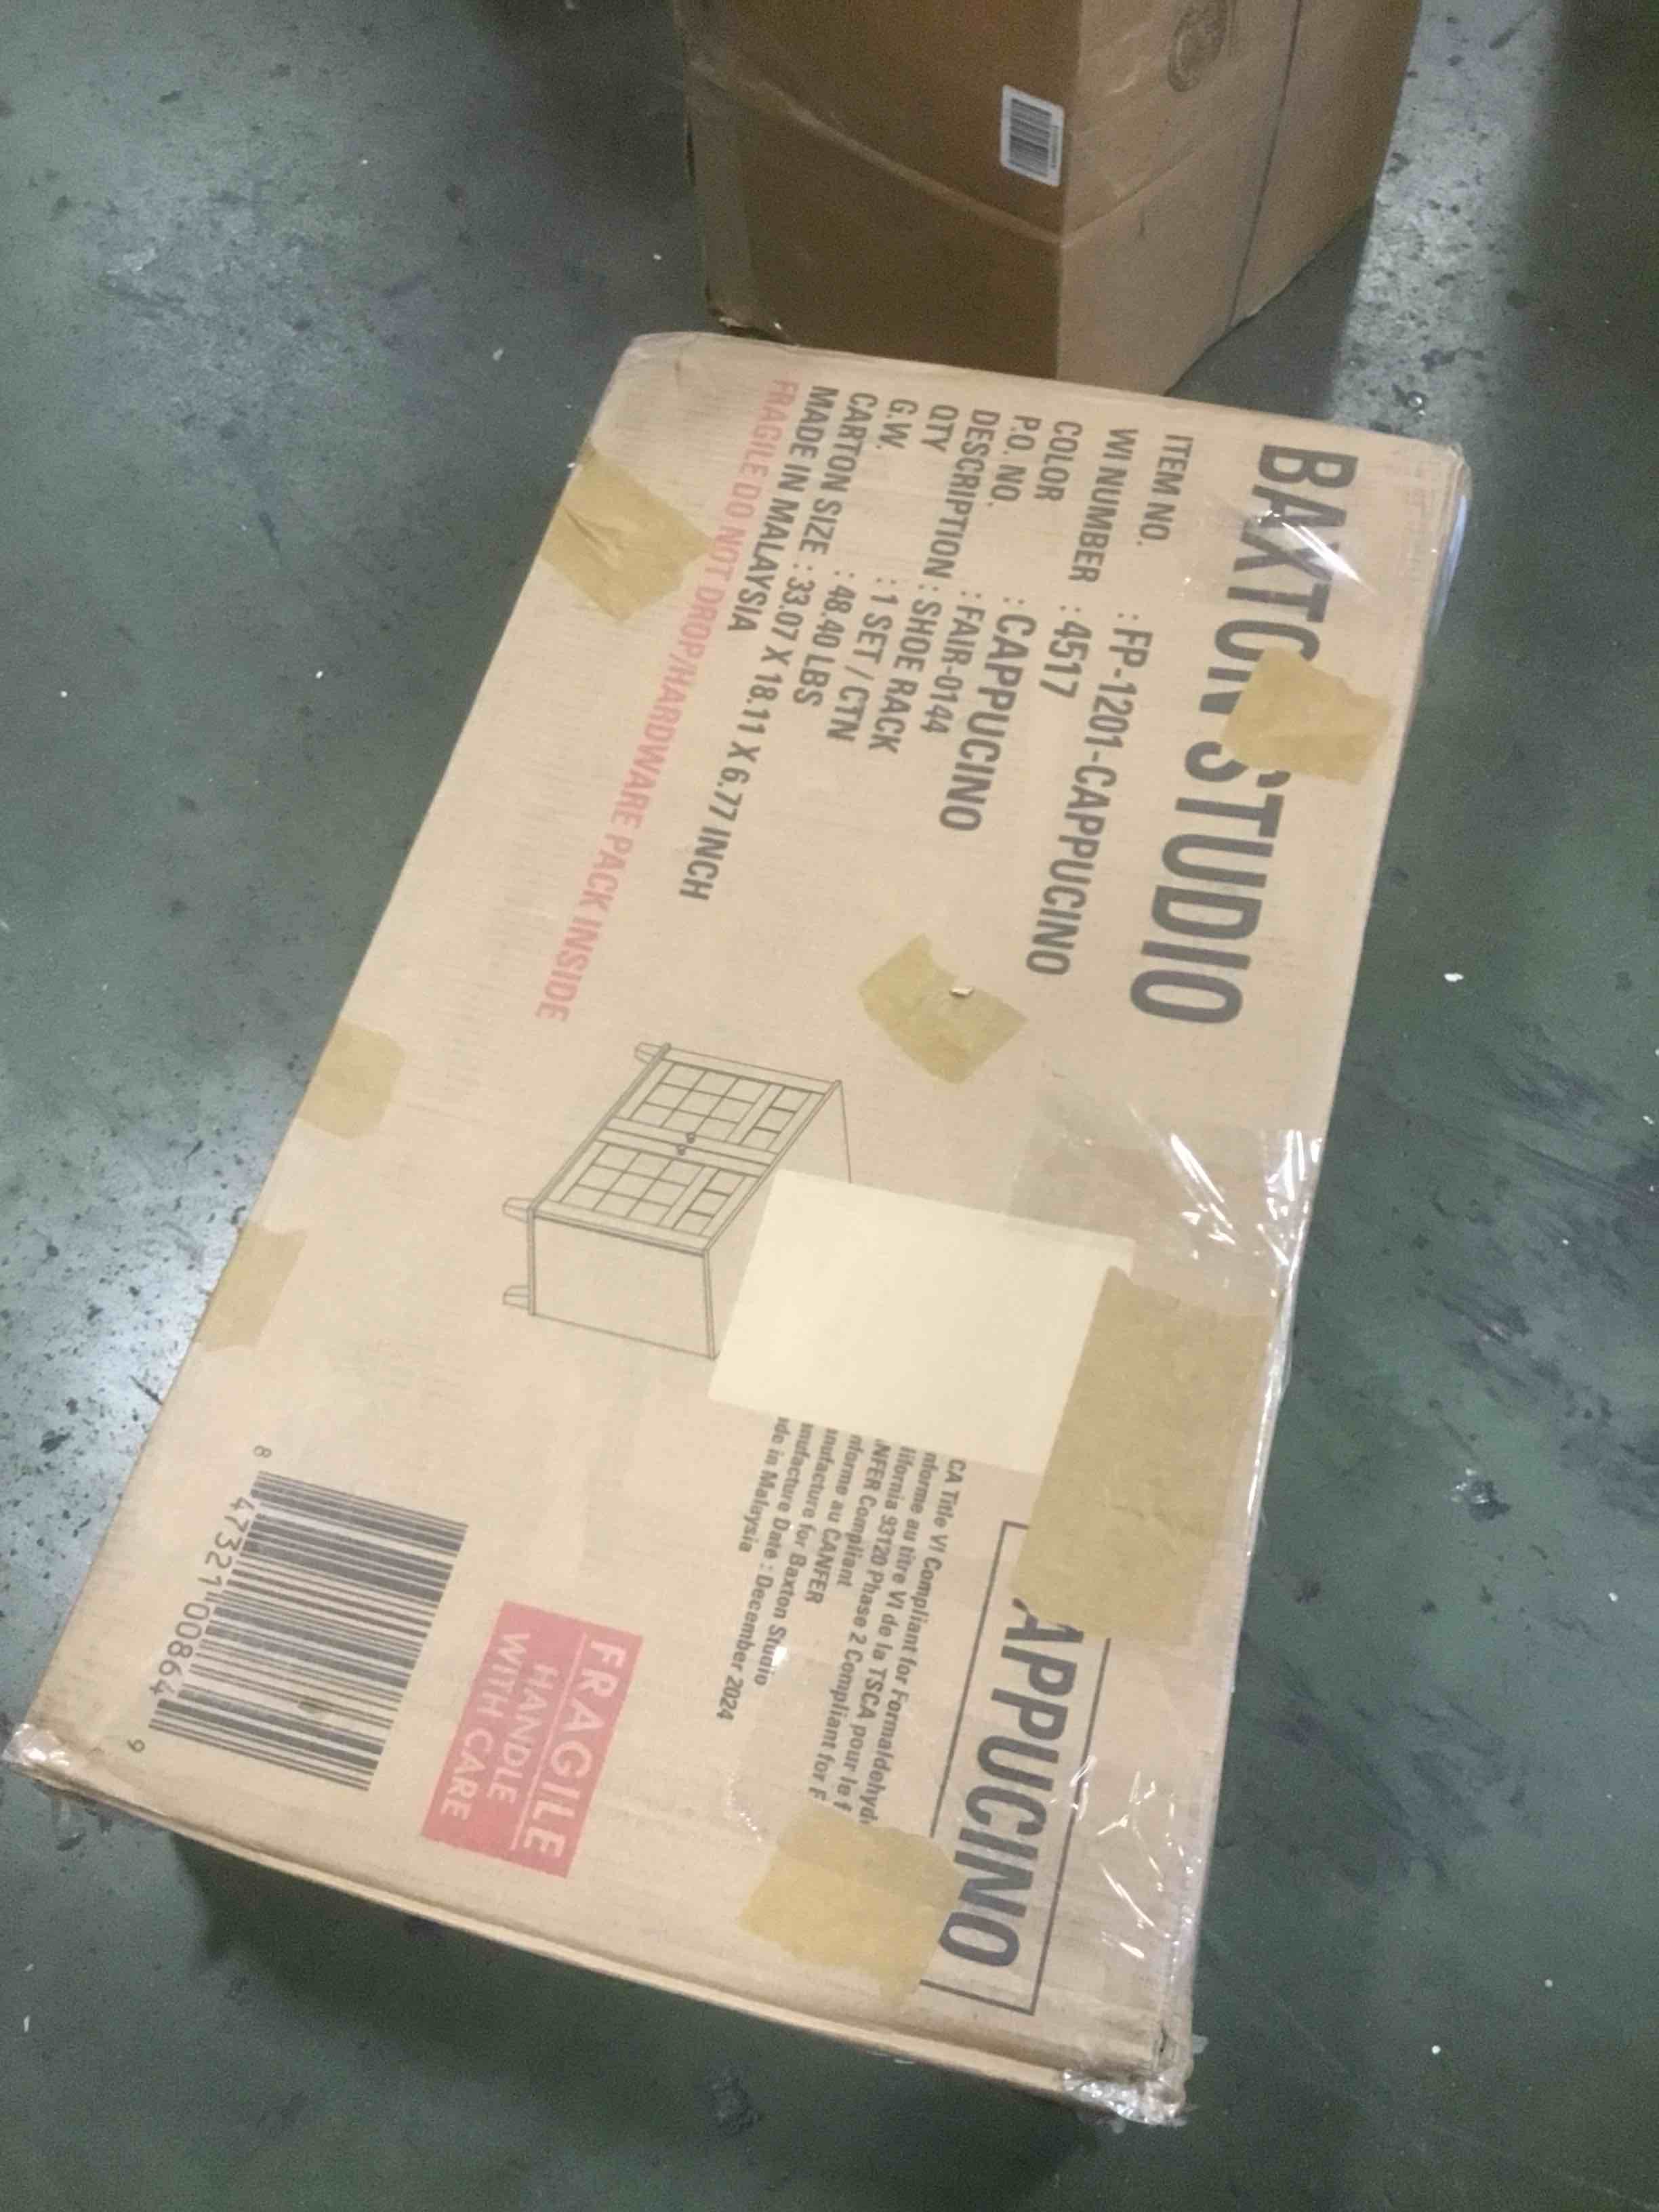 BAXTON STUDIO
ITEM NO. : FP-1201-CAPPUCINO
WI NUMBER : 4517
COLOR : CAPPUCINO
P.O. NO. : FAIR-0144
DESCRIPTION : SHOE RACK
QTY : 1 SET / CTN
G.W. : 48.40 LBS
CARTON SIZE : 33.07 X 18.11 X 6.77 INCH
MADE IN MALAYSIA
FRAGILE DO NOT DROP/HARDWARE PACK INSIDE
APPUCINO
CA Title VI Compliant for Formaldehyd
nforme au titre VI de la TSCA pour le f
lifornia 93120 Phase 2 Compliant for F
NFER Compliant
nforme au CANFER
anufacture for Baxton Studio
anufacture Date : December 2024
de in Malaysia
FRAGILE
HANDLE
WITH CARE
8 47321 00864 9